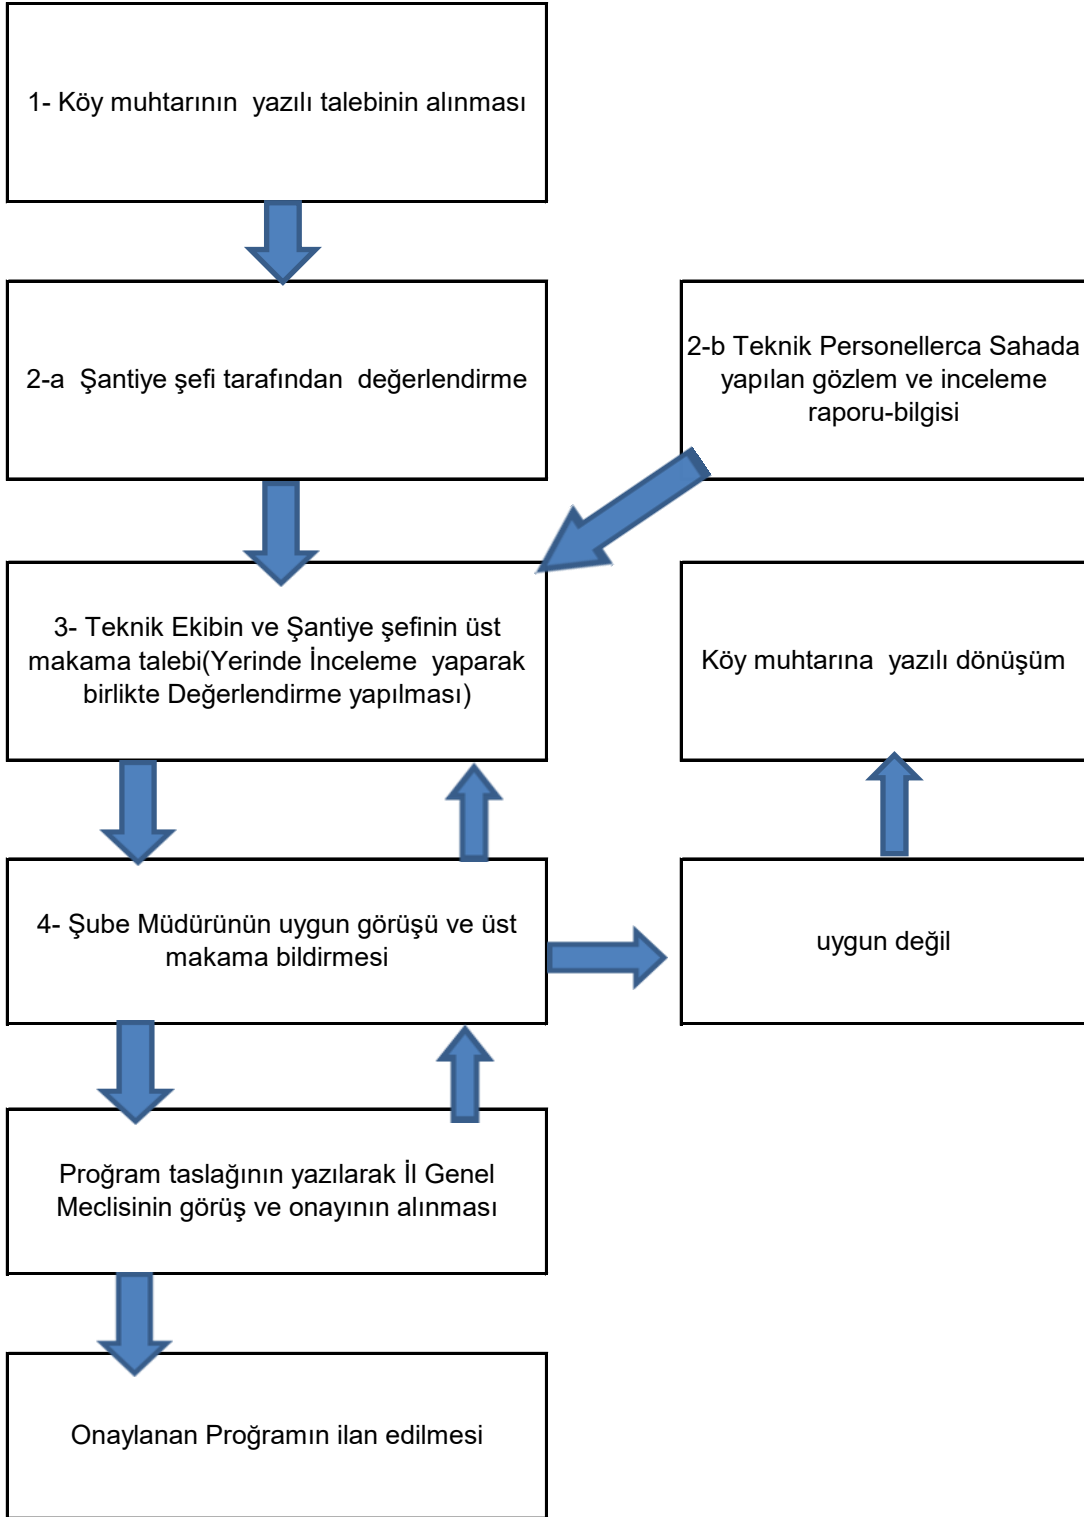 1- Köy muhtarının  yazılı talebinin alınması
2-a  Şantiye şefi tarafından  değerlendirme
2-b Teknik Personellerca Sahada
yapılan gözlem ve inceleme
raporu-bilgisi
3- Teknik Ekibin ve Şantiye şefinin üst
makama talebi(Yerinde İnceleme  yaparak
birlikte Değerlendirme yapılması)
Köy muhtarına  yazılı dönüşüm
4- Şube Müdürünün uygun görüşü ve üst
makama bildirmesi
uygun değil
Proğram taslağının yazılarak İl Genel
Meclisinin görüş ve onayının alınması
Onaylanan Proğramın ilan edilmesi